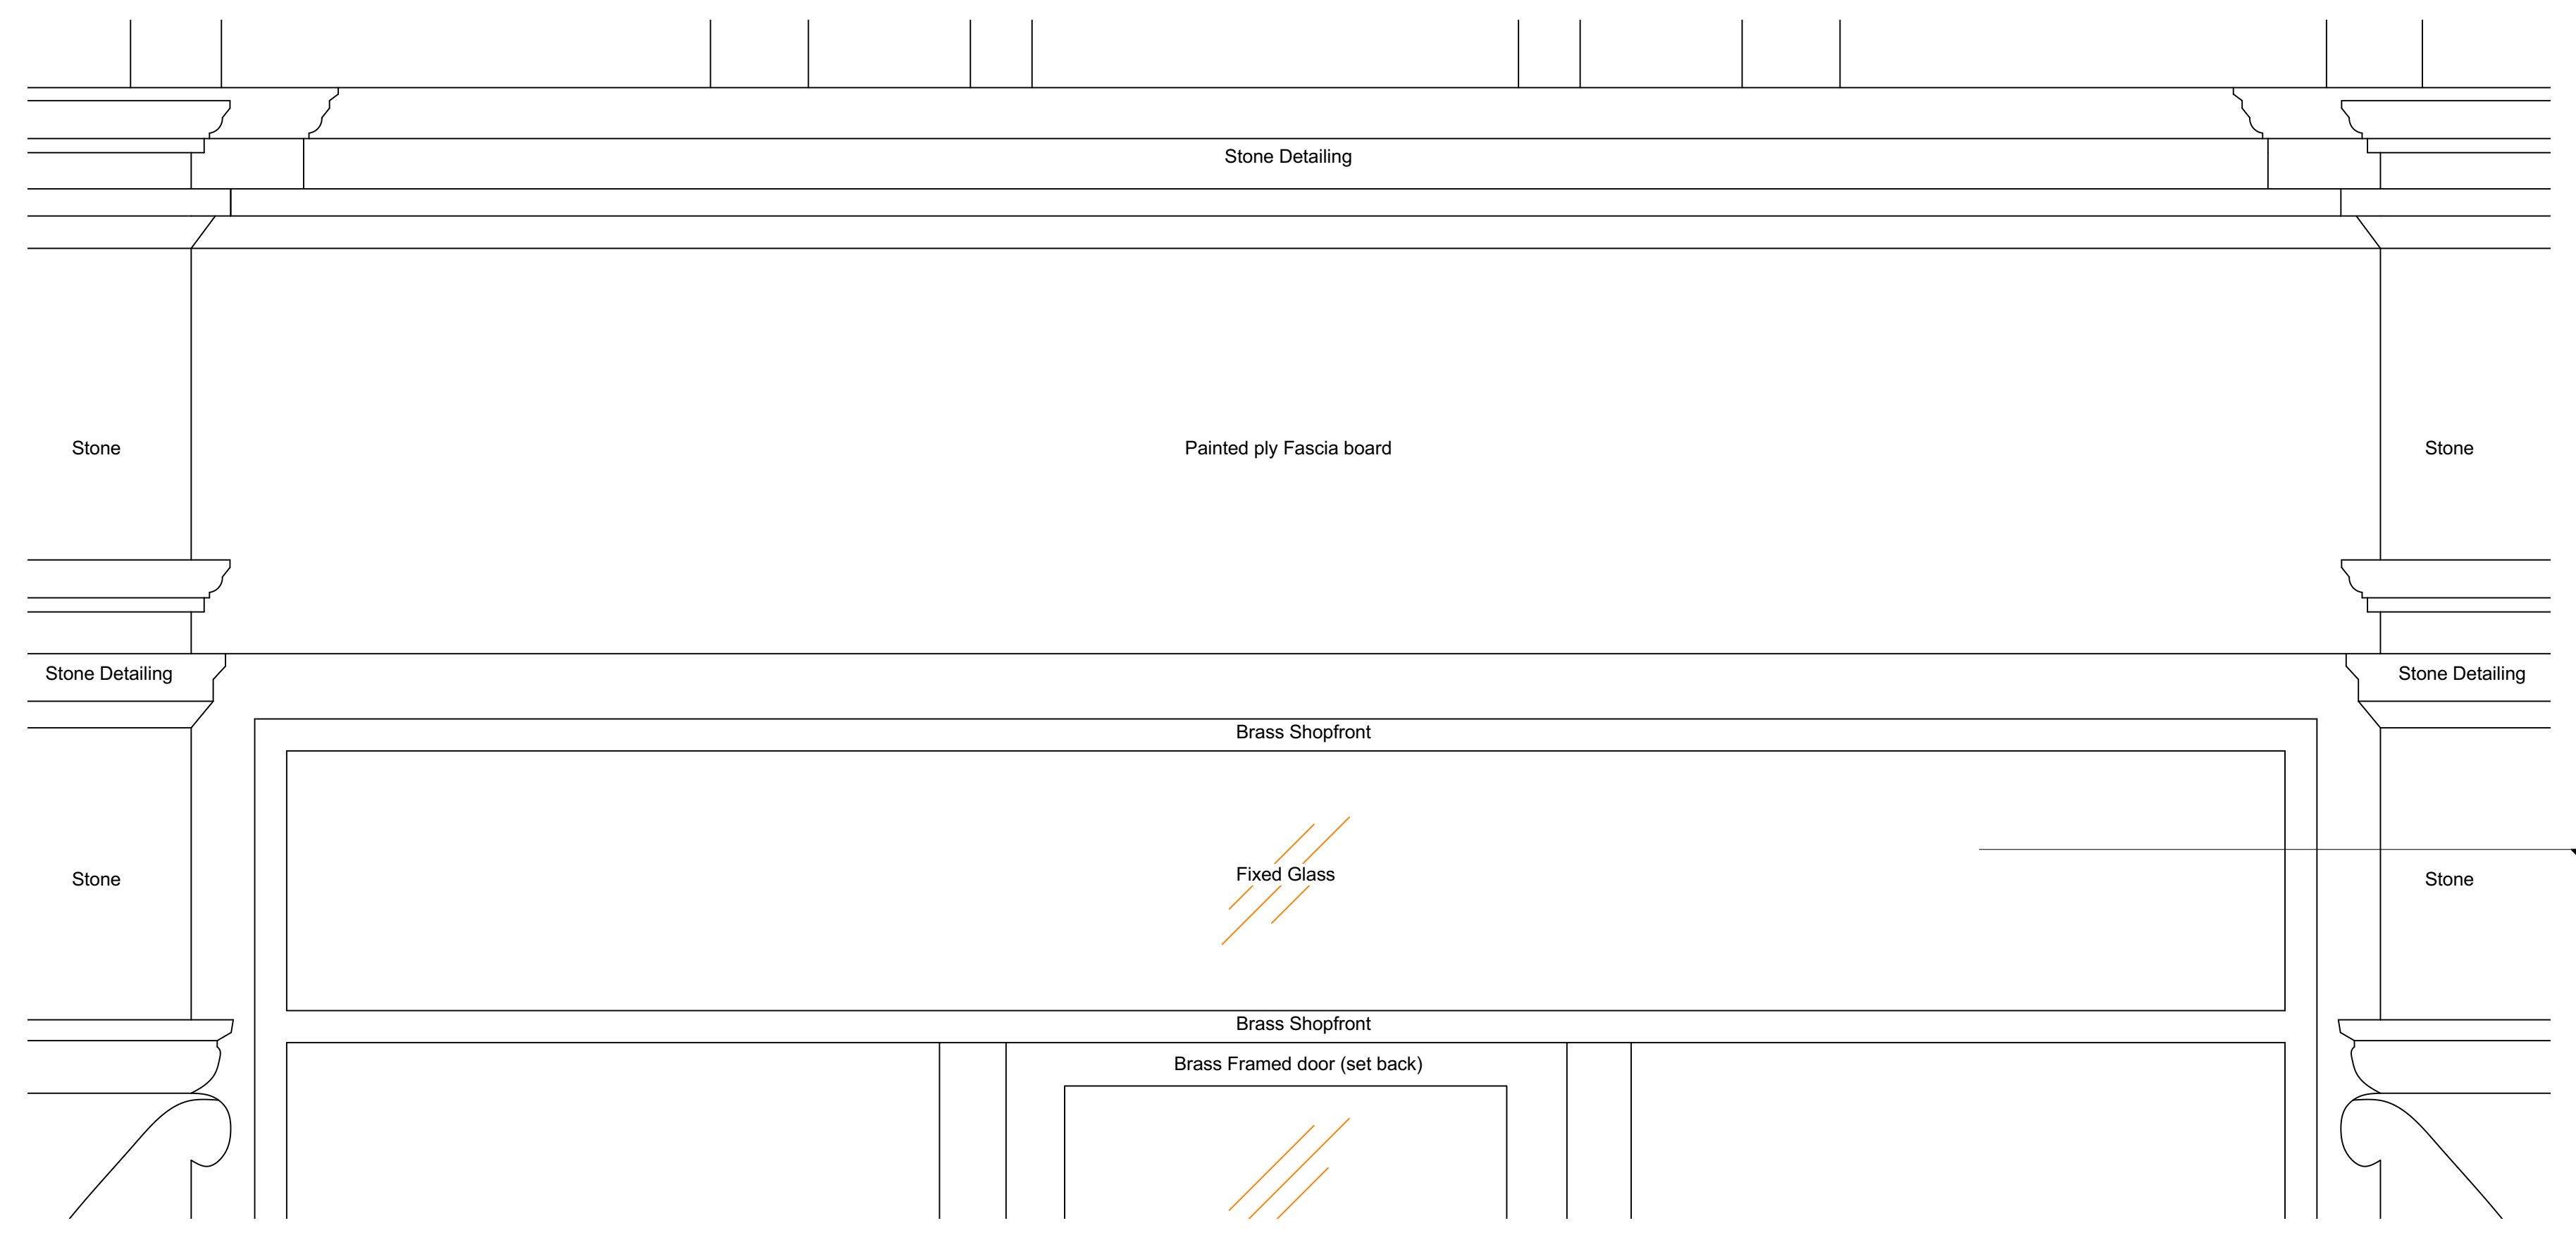 Stone Detailing
Stone
Painted ply Fascia board
Stone
Stone Detailing
Stone Detailing
Brass Shopfront
Fixed Glass
Stone
Stone
Brass Shopfront
Brass Framed door (set back)